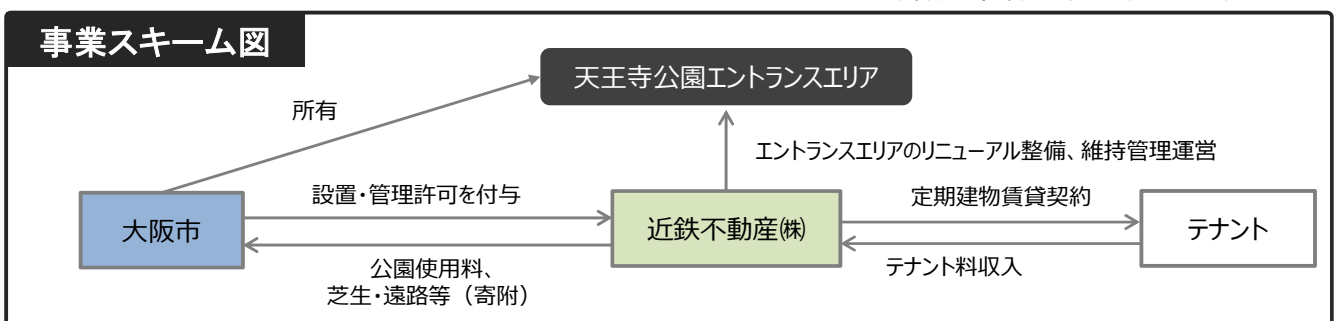 事業スキーム図
天王寺公園エントランスエリア
所有
エントランスエリアのリニューアル整備、維持管理運営
設置・管理許可を付与
定期建物賃貸契約
大阪市
近鉄不動産㈱
テナント
公園使用料、
芝生・遠路等（寄附）
テナント料収入